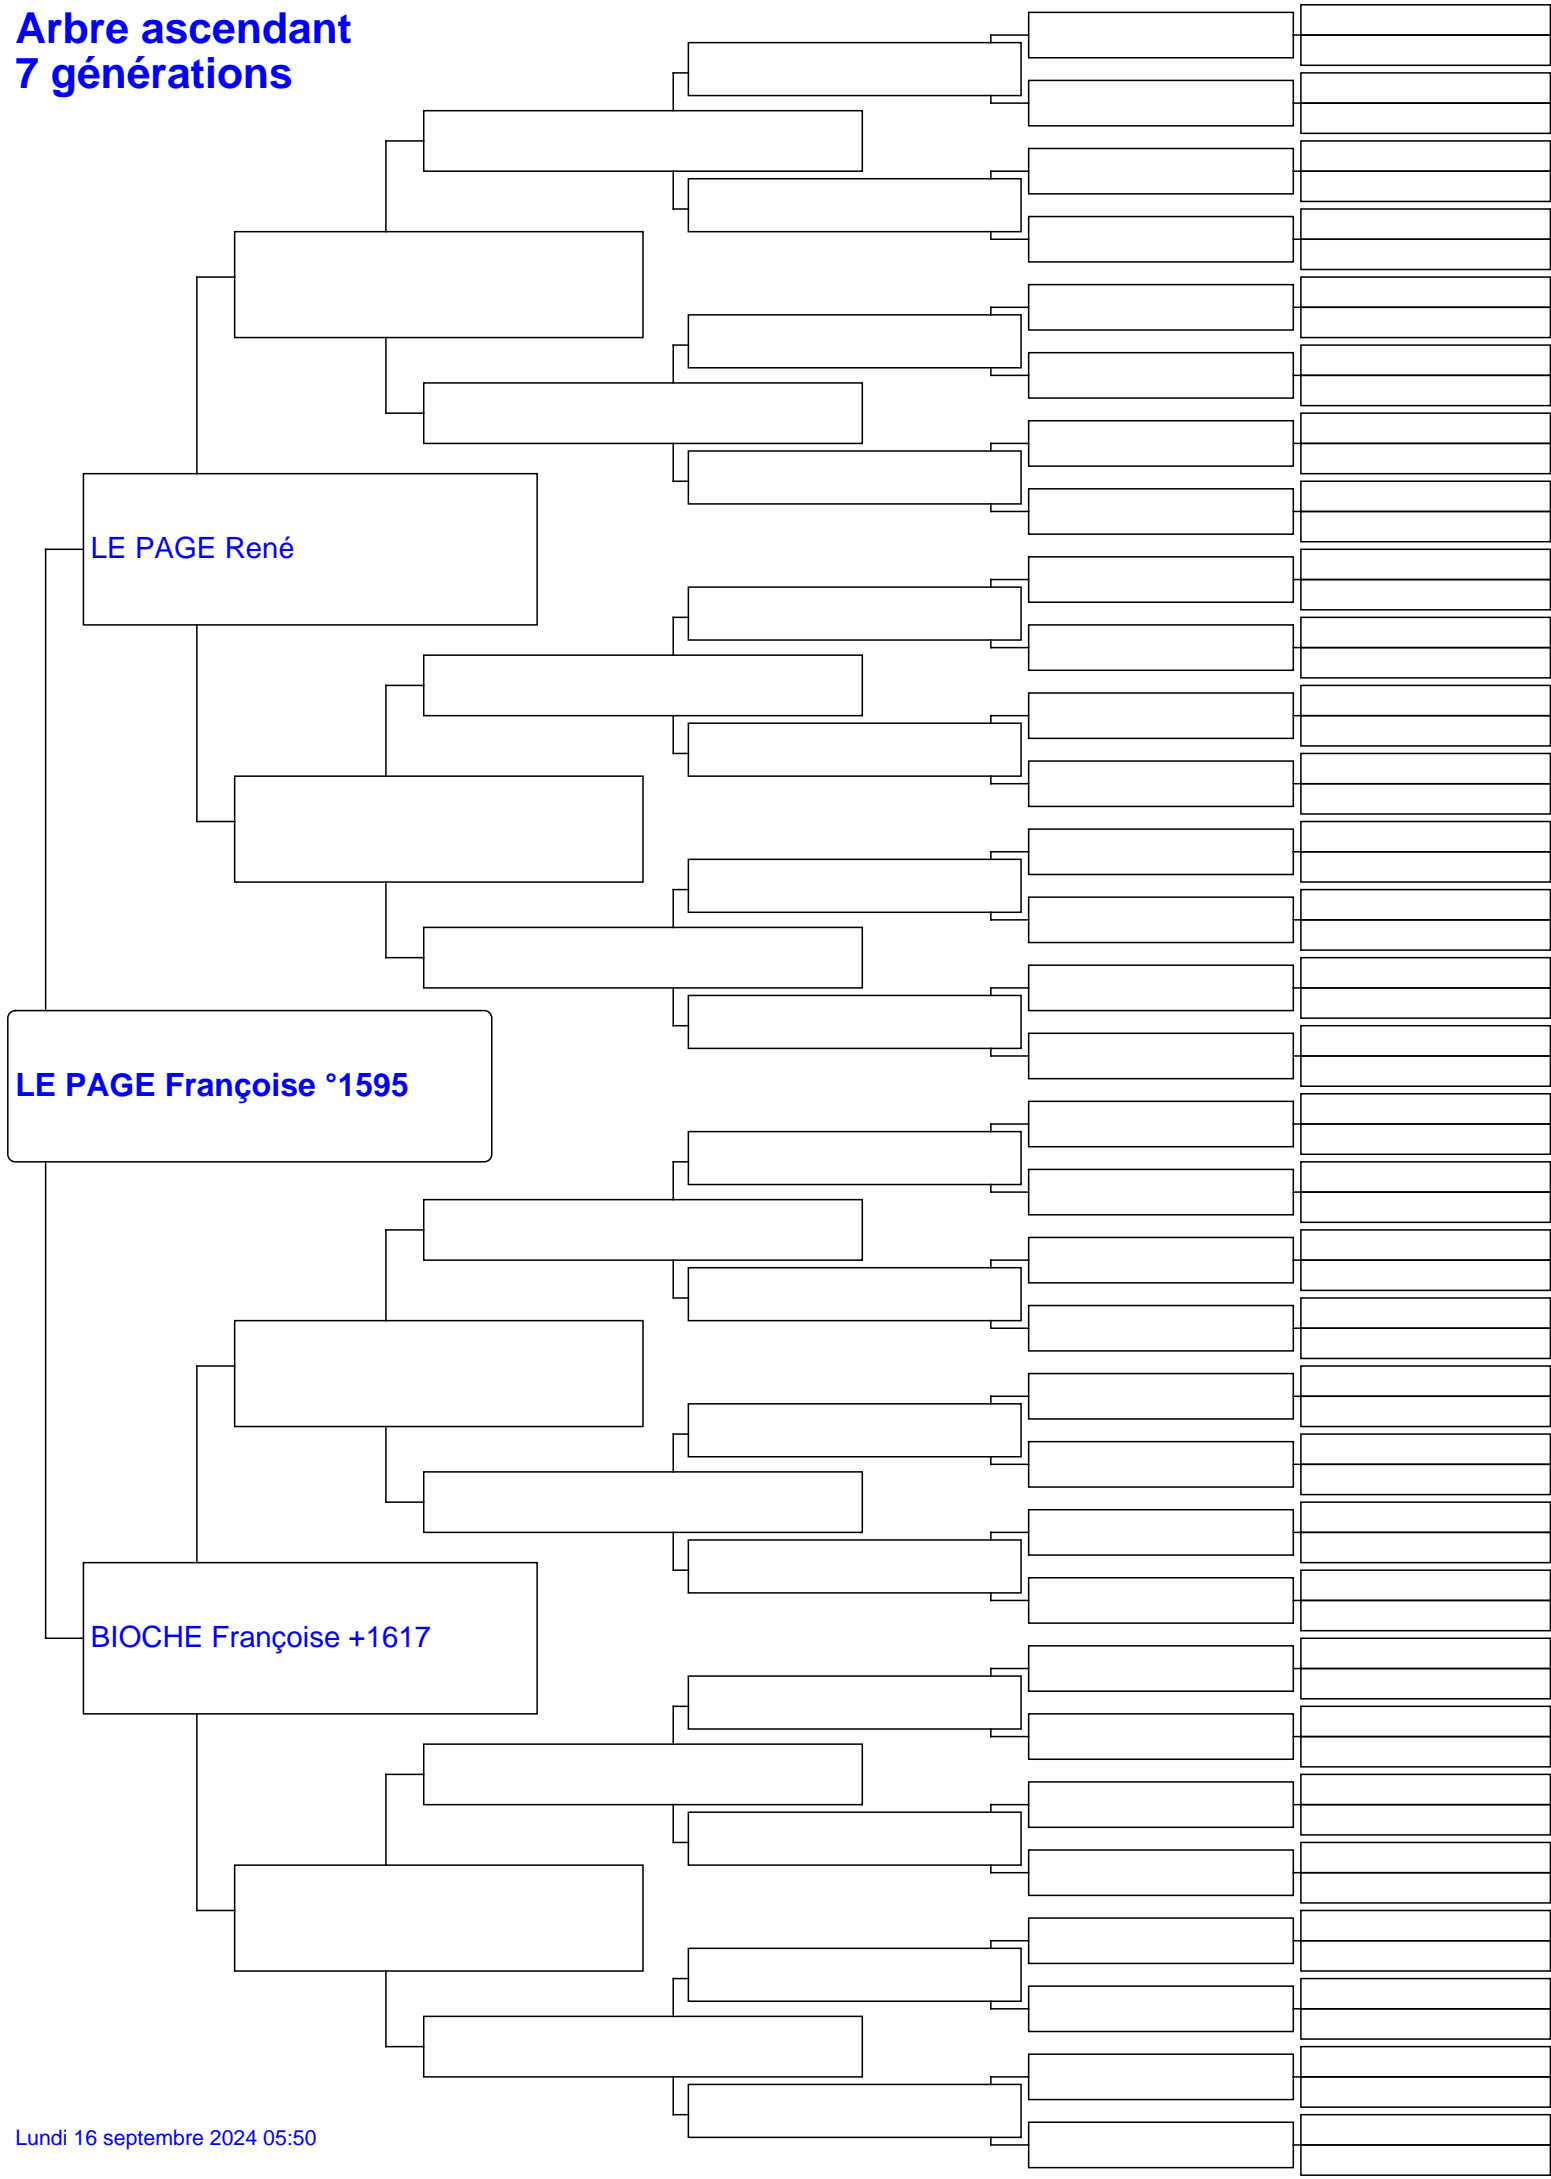 Arbre ascendant
7 générations
LE PAGE René
LE PAGE Françoise °1595
BIOCHE Françoise +1617
Lundi 16 septembre 2024 05:50